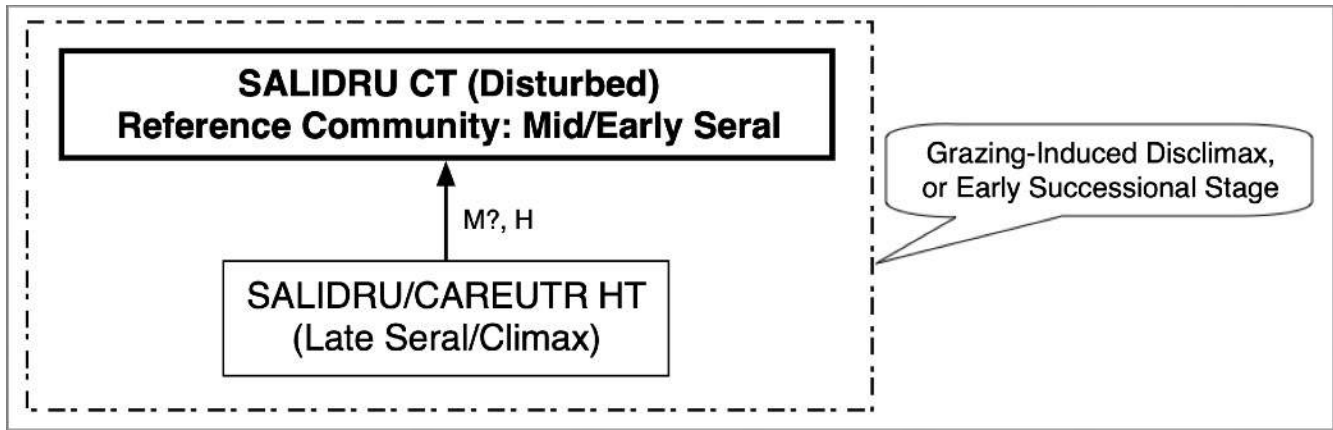 SALIDRU CT (Disturbed)
Reference Community: Mid/Early Seral
Grazing-Induced Disclimax,
or Early Successional Stage
M?, H
SALIDRU/CAREUTR HT
(Late Seral/Climax)